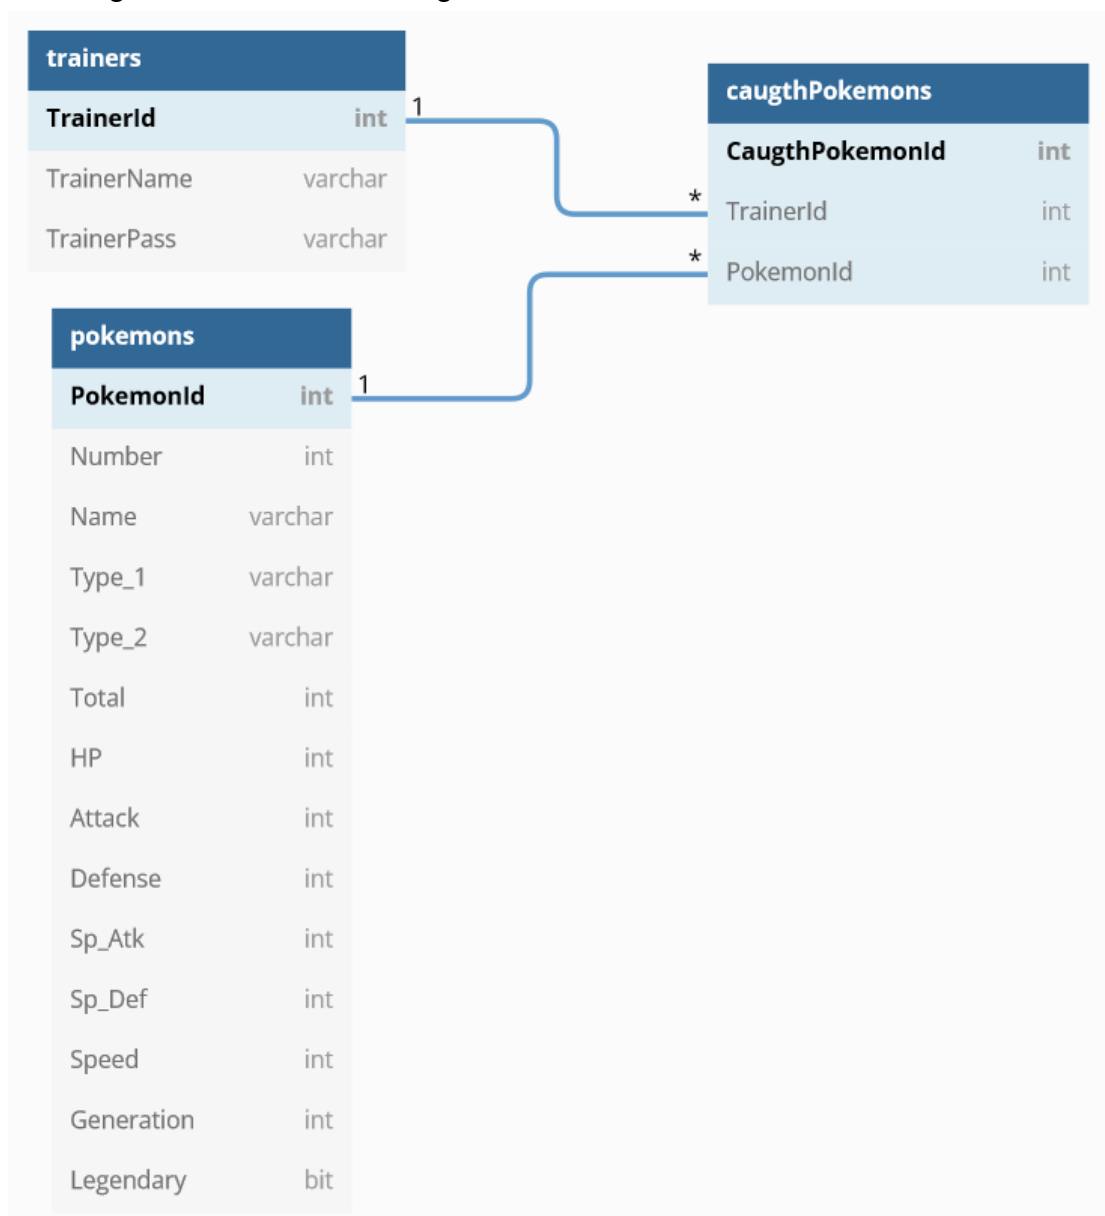 trainers
TrainerId int 1
TrainerName varchar
TrainerPass varchar
caugthPokemons
CaugthPokemonId int
* TrainerId int
* PokemonId int
pokemons
PokemonId int 1
Number int
Name varchar
Type_1 varchar
Type_2 varchar
Total int
HP int
Attack int
Defense int
Sp_Atk int
Sp_Def int
Speed int
Generation int
Legendary bit